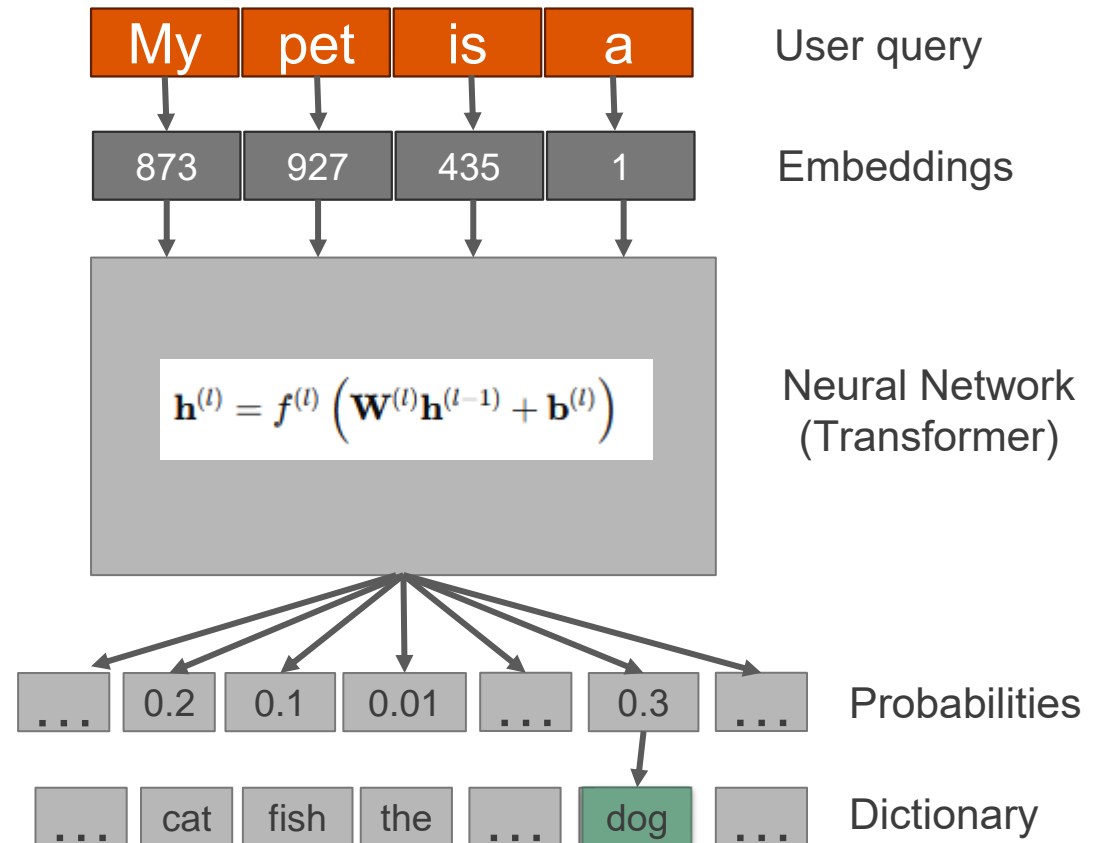 My pet is a User query
873 927 435 1 Embeddings
𝐡^{(l)} = f^{(l)} (𝐖^{(l)}𝐡^{(l−1)} + 𝐛^{(l)})
Neural Network
(Transformer)
... 0.2 0.1 0.01 ... 0.3 ... Probabilities
... cat fish the ... dog ... Dictionary